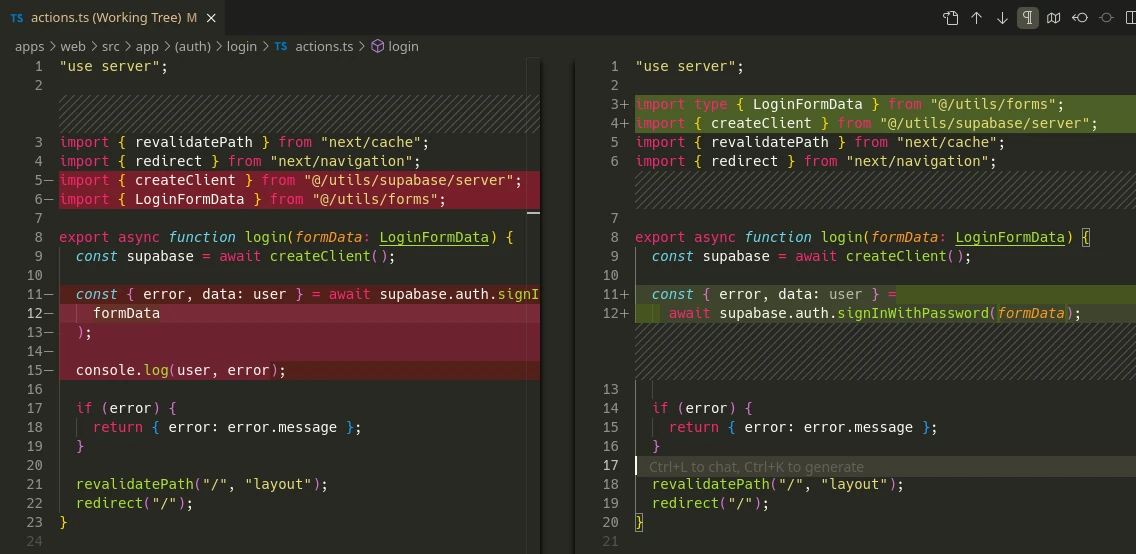 TS actions.ts (Working Tree) M
apps > web > src > app > (auth) > login > TS actions.ts > login
1 "use server";
2
3 import { revalidatePath } from "next/cache";
4 import { redirect } from "next/navigation";
5— import { createClient } from "@/utils/supabase/server";
6— import { LoginFormData } from "@/utils/forms";
7
8 export async function login(formData: LoginFormData) {
9 const supabase = await createClient();
10
11— const { error, data: user } = await supabase.auth.signI
12— formData
13— );
14—
15— console.log(user, error);
16
17 if (error) {
18 return { error: error.message };
19 }
20
21 revalidatePath("/", "layout");
22 redirect("/");
23 }
24
1 "use server";
2
3+ import type { LoginFormData } from "@/utils/forms";
4+ import { createClient } from "@/utils/supabase/server";
5 import { revalidatePath } from "next/cache";
6 import { redirect } from "next/navigation";
7
8 export async function login(formData: LoginFormData) {
9 const supabase = await createClient();
10
11+ const { error, data: user } =
12+ await supabase.auth.signInWithPassword(formData);
13
14 if (error) {
15 return { error: error.message };
16 }
17 Ctrl+L to chat, Ctrl+K to generate
18 revalidatePath("/", "layout");
19 redirect("/");
20 }
21